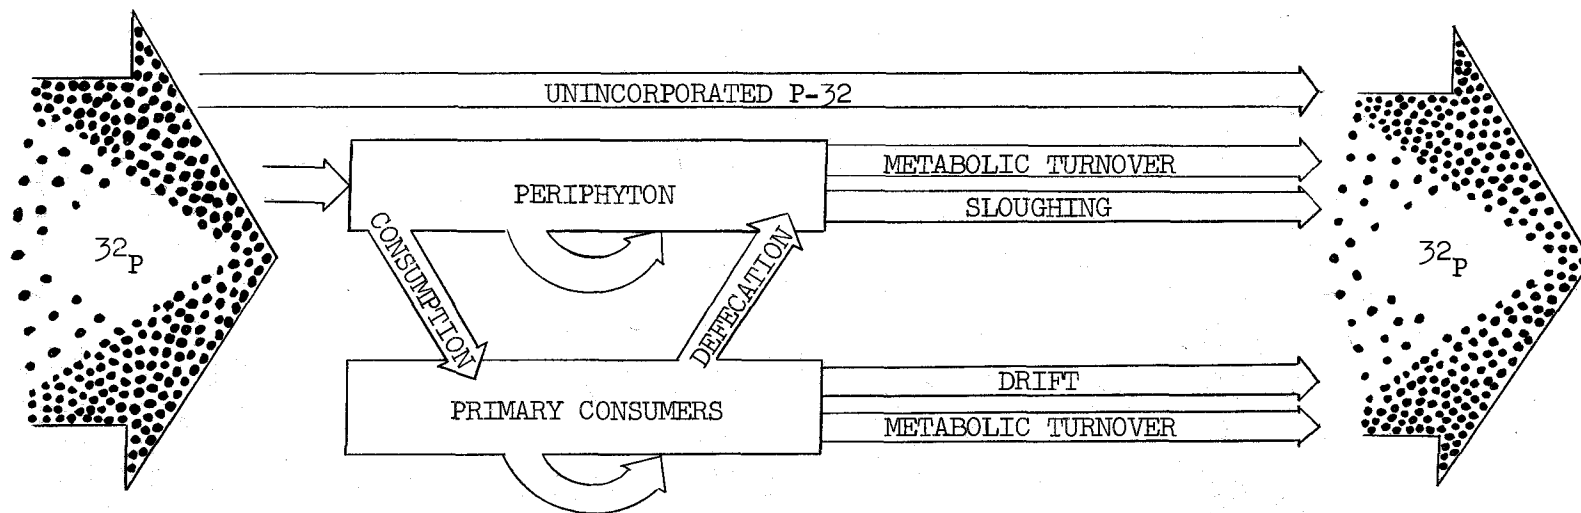 UNINCORPORATED P-32
METABOLIC TURNOVER
PERIPHYTON
SLOUGHING
32P
CONSUMPTION
DEFECATION
32P
DRIFT
PRIMARY CONSUMERS
METABOLIC TURNOVER